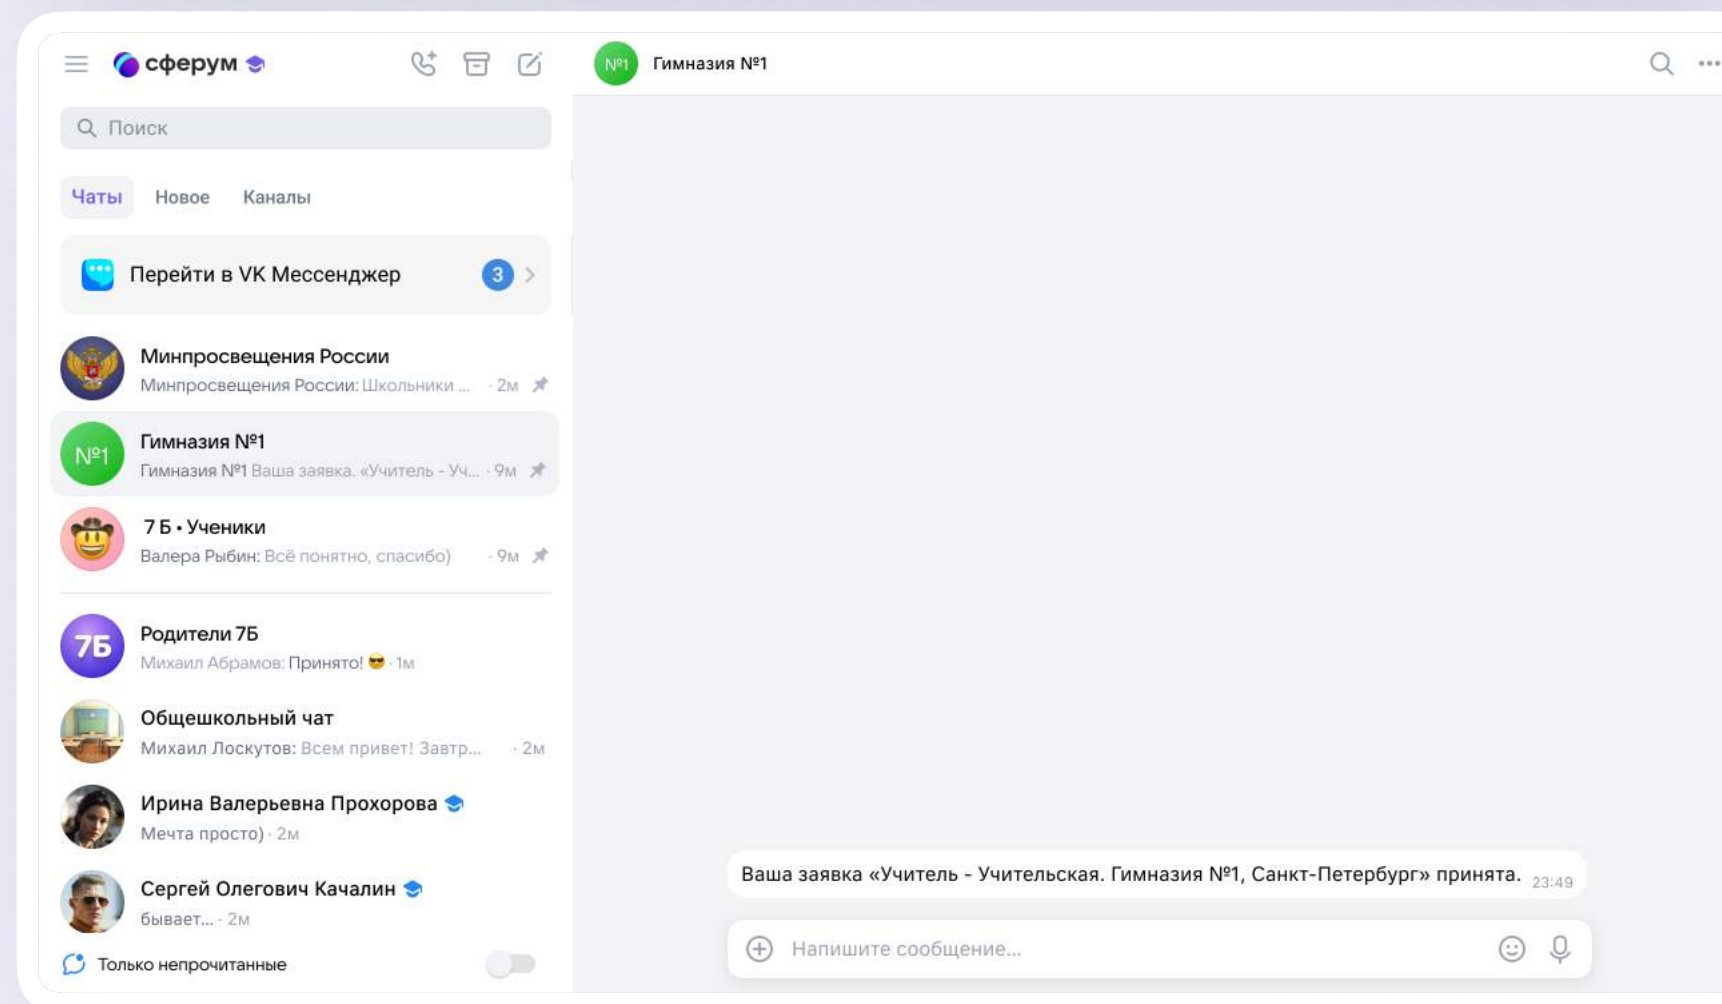 сферум
№1 Гимназия №1
Поиск
Чаты Новое Каналы
Перейти в VK Мессенджер 3
Минпросвещения России
Минпросвещения России: Школьники ... · 2м
№1
Гимназия №1
Гимназия №1 Ваша заявка. «Учитель - Уч... · 9м
7 Б • Ученики
Валера Рыбин: Всё понятно, спасибо) · 9м
7Б
Родители 7Б
Михаил Абрамов: Принято! 😎 · 1м
Общешкольный чат
Михаил Лоскутов: Всем привет! Завтр... · 2м
Ирина Валерьевна Прохорова
Мечта просто) · 2м
Сергей Олегович Качалин
бывает... · 2м
Только непрочитанные
Ваша заявка «Учитель - Учительская. Гимназия №1, Санкт-Петербург» принята. 23:49
Напишите сообщение...